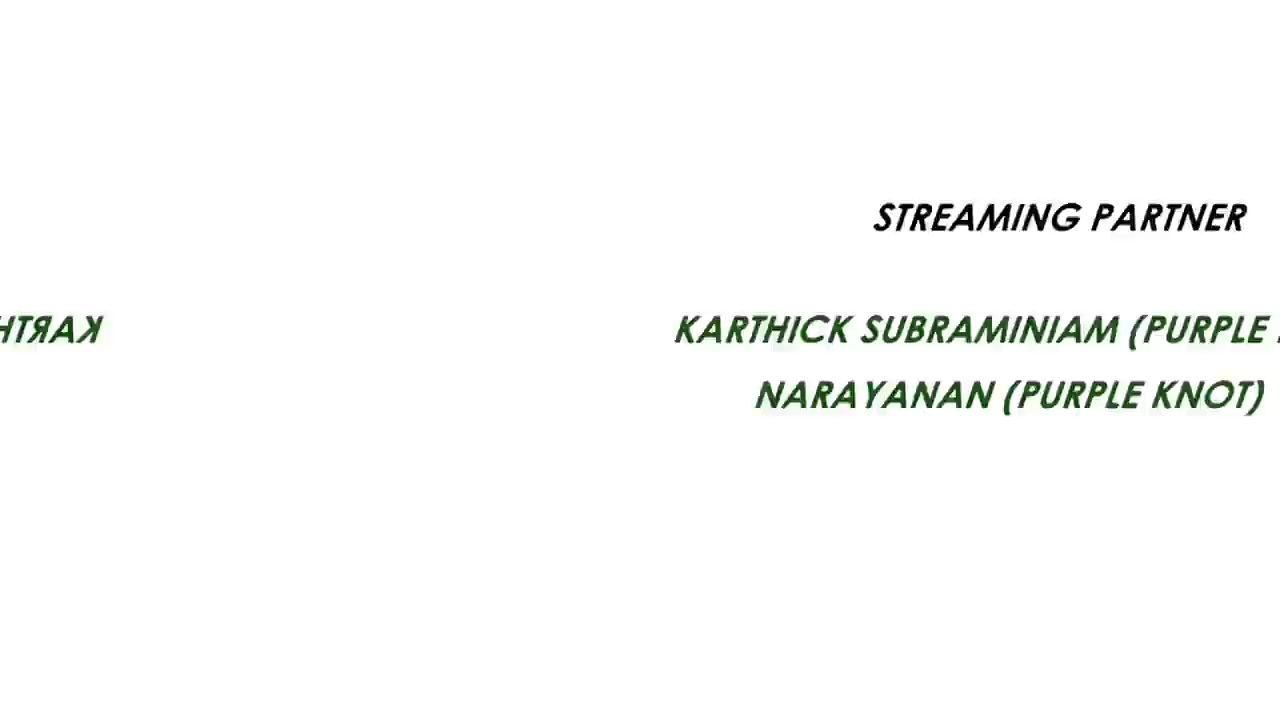 STREAMING PARTNER
KARTHICK SUBRAMINIAM (PURPLE
NARAYANAN (PURPLE KNOT)